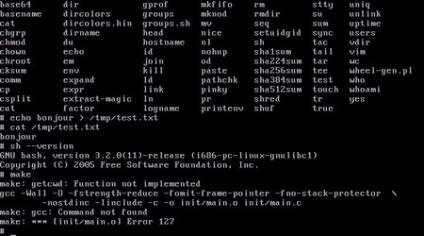 base64 dir gprof mkfifo rm stty uniq
basename dircolors groups mknod rmdir su unlink
cat dircolors.bin groups.sh mv seq sum uptime
chgrp dirname head nice setuidgid sync users
chmod du hostname nl sh tac vdir
chown echo id nohup sha1sum tail vim
chroot em join od sha224sum tar wc
cksum env kill paste sha256sum tee wheel-gen.pl
comm expand ld pathchk sha384sum test who
cp expr link pinky sha512sum touch whoami
csplit extract-magic ln pr shred tr yes
cut factor logname printenv shuf true
# echo bonjour > /tmp/test.txt
# cat /tmp/test.txt
bonjour
# sh --version
GNU bash, version 3.2.0(11)-release (i686-pc-linux-gnulibc1)
Copyright (C) 2005 Free Software Foundation, Inc.
# make
make: getcwd: Function not implemented
gcc -Wall -O -fstrength-reduce -fomit-frame-pointer -fno-stack-protector \
-nostdinc -Iinclude -c -o init/main.o init/main.c
make: gcc: Command not found
make: *** [init/main.o] Error 127
#